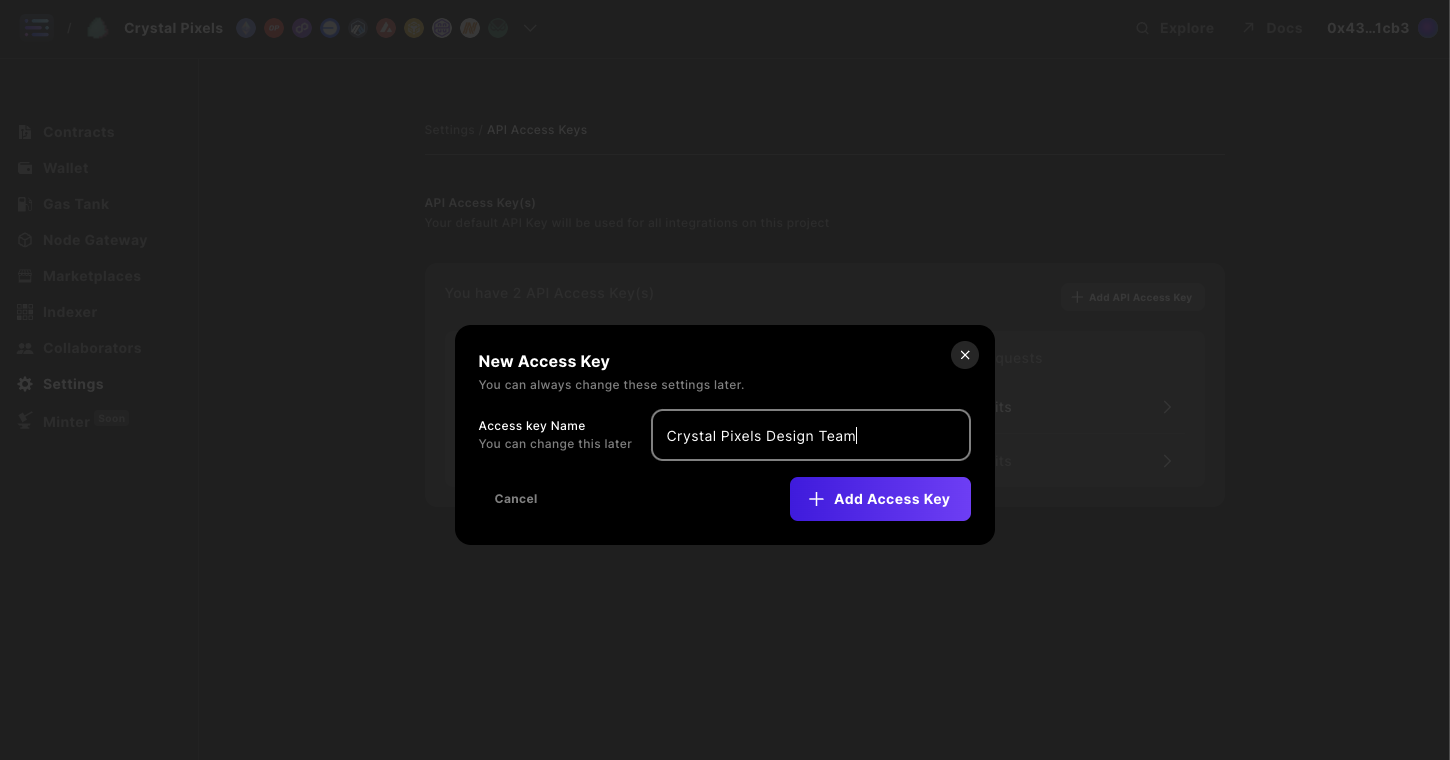 / Crystal Pixels
Explore Docs 0x43...1cb3
Contracts
Wallet
Gas Tank
Node Gateway
Marketplaces
Indexer
Collaborators
Settings
Minter Soon
Settings / API Access Keys
API Access Key(s)
Your default API Key will be used for all integrations on this project
You have 2 API Access Key(s)
+ Add API Access Key
New Access Key
You can always change these settings later.
Access key Name
You can change this later
Crystal Pixels Design Team
Cancel
+ Add Access Key